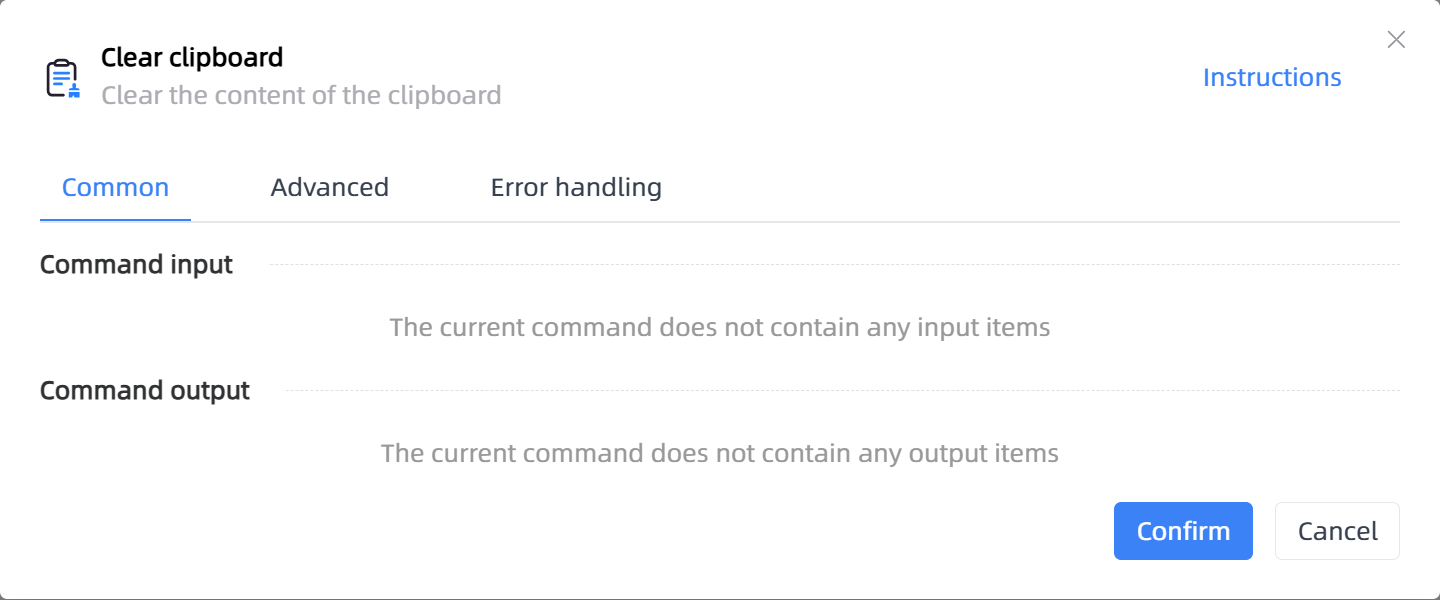 Clear clipboard
Clear the content of the clipboard
Instructions
Common
Advanced
Error handling
Command input
The current command does not contain any input items
Command output
The current command does not contain any output items
Confirm
Cancel